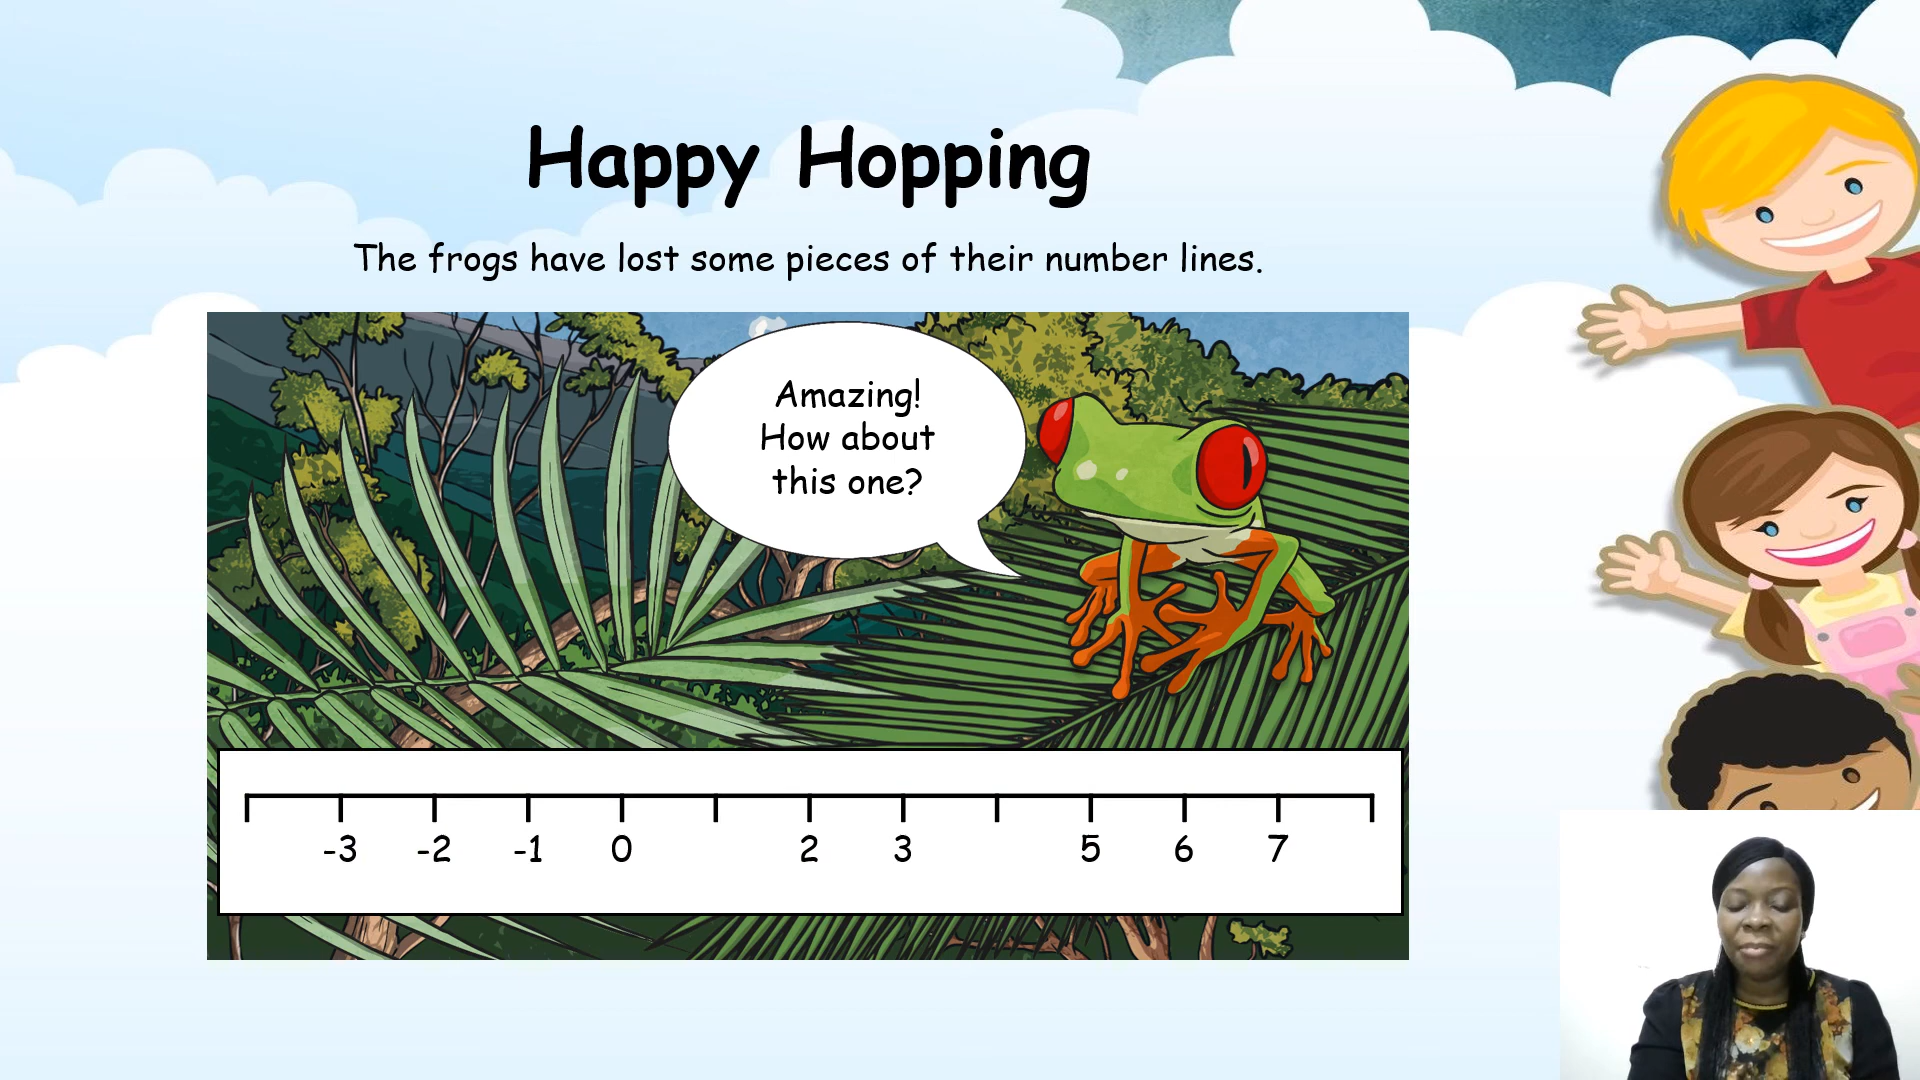 Happy Hopping
The frogs have lost some pieces of their number lines.
Amazing!
How about
this one?
-3 -2 -1 0 2 3 5 6 7